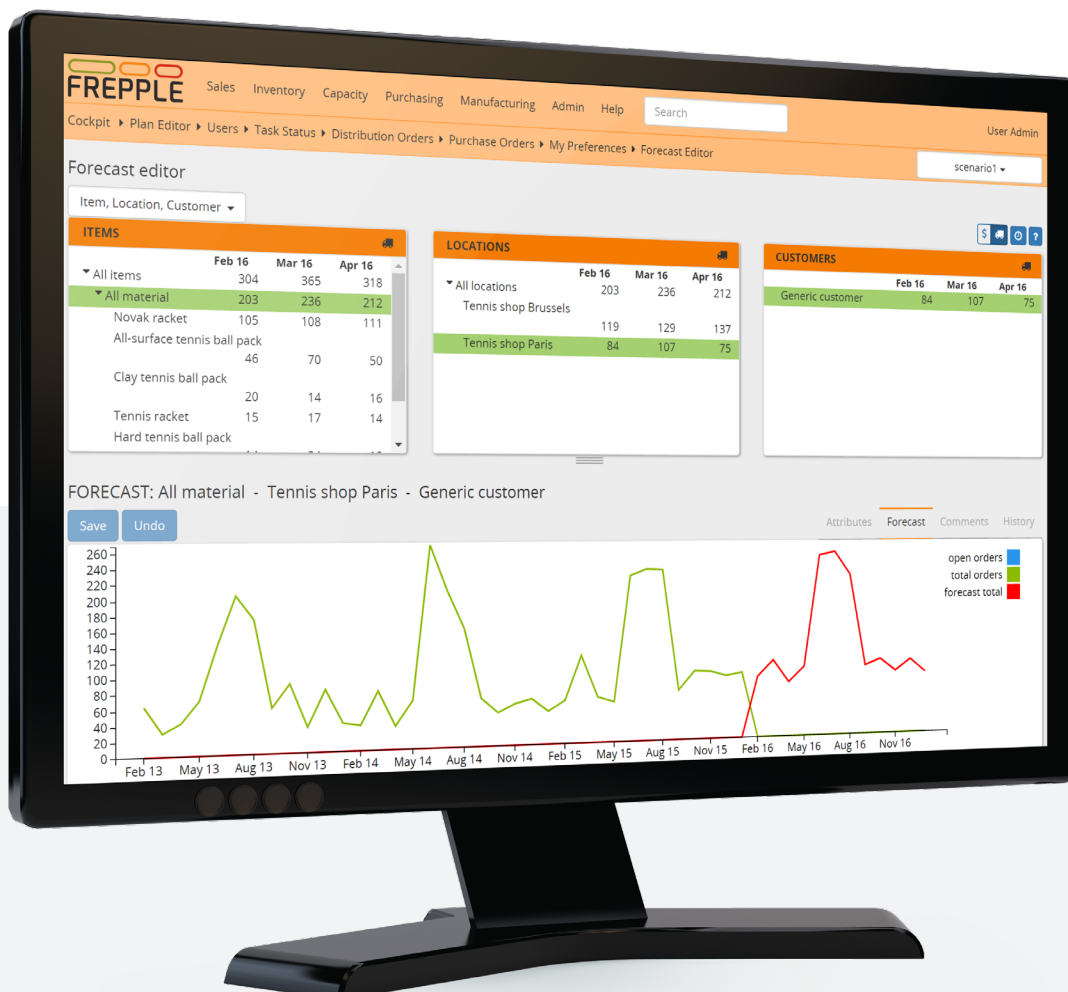 FREPPLE
Sales Inventory Capacity Purchasing Manufacturing Admin Help Search
User Admin
Cockpit Plan Editor Users Task Status Distribution Orders Purchase Orders My Preferences Forecast Editor
scenario1
Forecast editor
Item, Location, Customer
$ ?
ITEMS
Feb 16 Mar 16 Apr 16
All items 304 365 318
All material 203 236 212
Novak racket 105 108 111
All-surface tennis ball pack
46 70 50
Clay tennis ball pack
20 14 16
Tennis racket 15 17 14
Hard tennis ball pack
LOCATIONS
Feb 16 Mar 16 Apr 16
All locations 203 236 212
Tennis shop Brussels
119 129 137
Tennis shop Paris 84 107 75
CUSTOMERS
Feb 16 Mar 16 Apr 16
Generic customer 84 107 75
FORECAST: All material - Tennis shop Paris - Generic customer
Save Undo
Attributes Forecast Comments History
open orders
total orders
forecast total
260
240
220
200
180
160
140
120
100
80
60
40
20
0
Feb 13 May 13 Aug 13 Nov 13 Feb 14 May 14 Aug 14 Nov 14 Feb 15 May 15 Aug 15 Nov 15 Feb 16 May 16 Aug 16 Nov 16